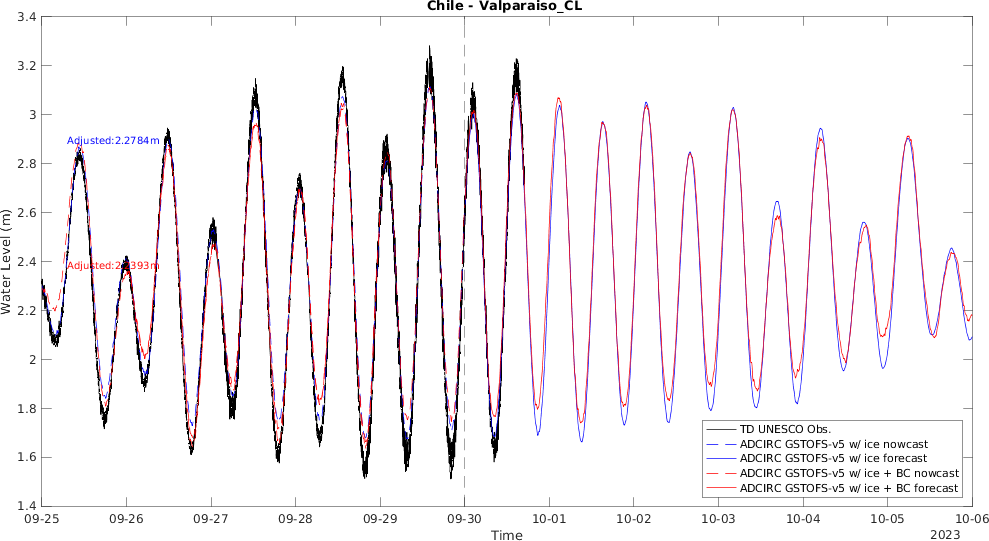 Chile - Valparaiso_CL
Water Level (m)
3.4
3.2
3
2.8
2.6
2.4
2.2
2
1.8
1.6
1.4
Adjusted:2.2784m
09-25
09-26
09-27
09-28
09-29
09-30
10-01
10-02
10-03
10-04
10-05
10-06
Time
2023
TD UNESCO Obs.
ADCIRC GSTOFS-v5 w/ ice nowcast
ADCIRC GSTOFS-v5 w/ ice forecast
ADCIRC GSTOFS-v5 w/ ice + BC nowcast
ADCIRC GSTOFS-v5 w/ ice + BC forecast